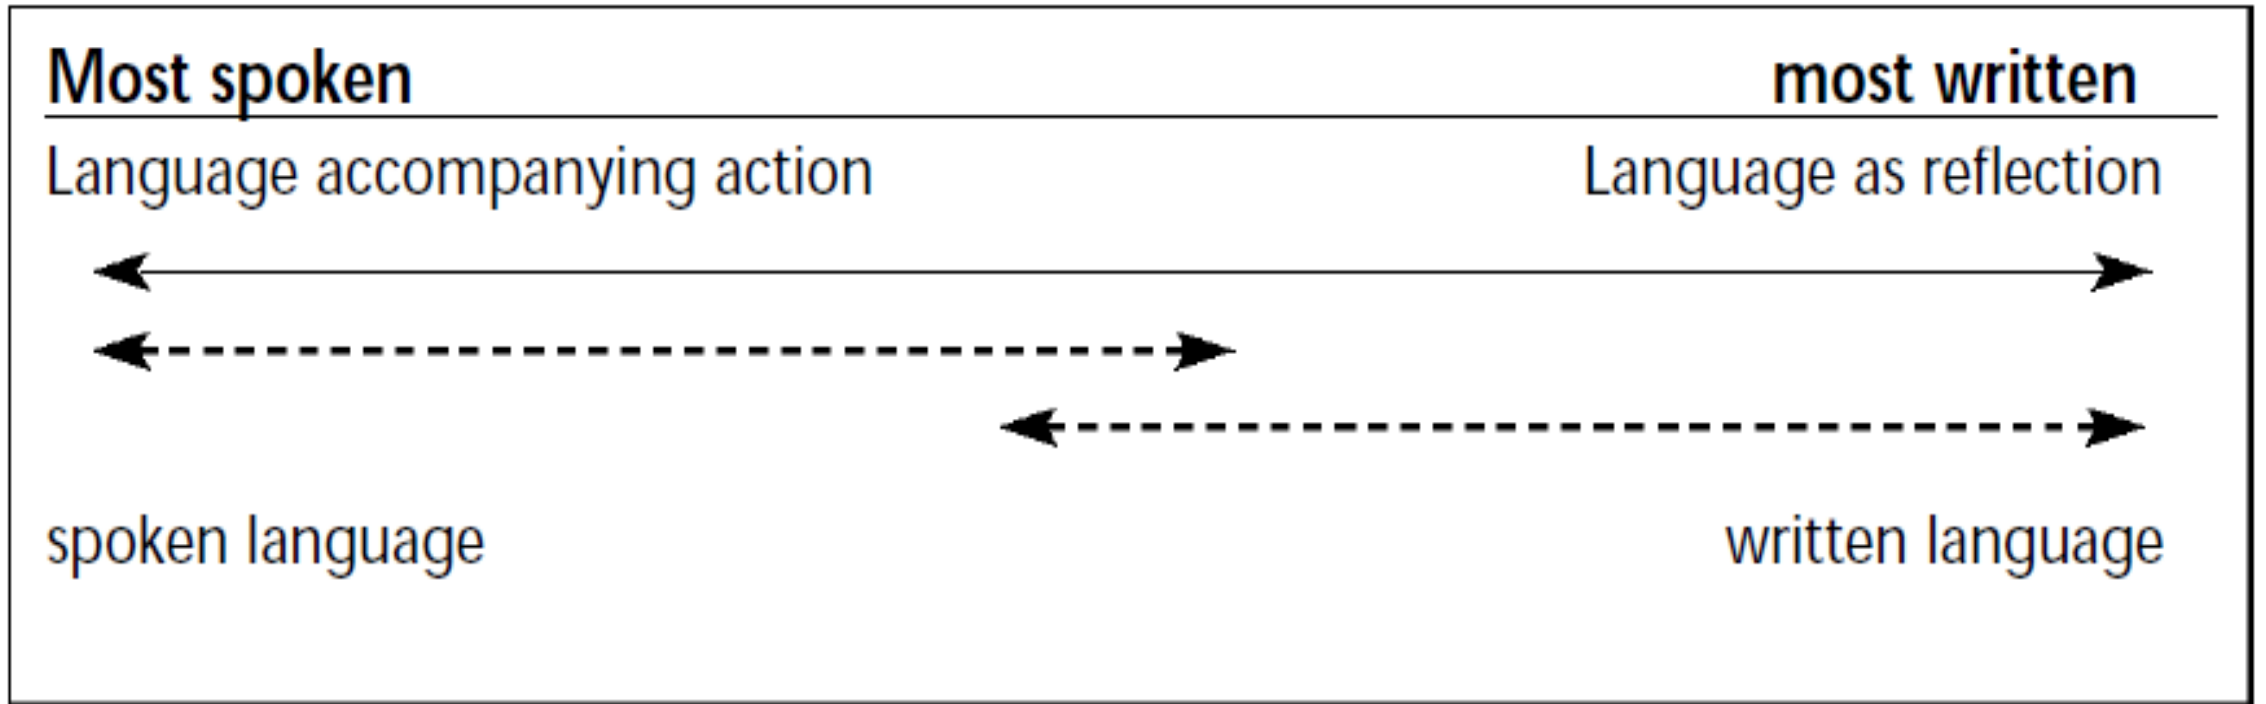 Most spoken most written
Language accompanying action Language as reflection
spoken language written language